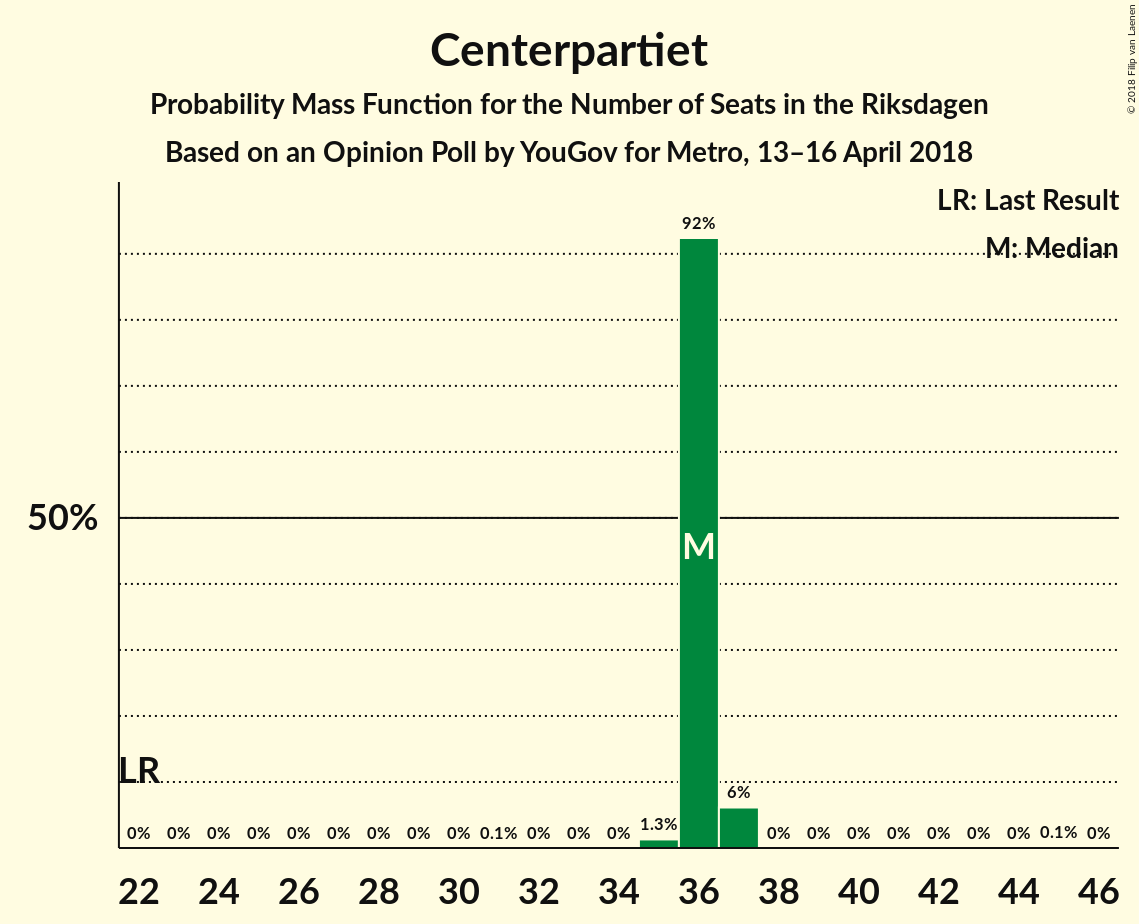 Centerpartiet
Probability Mass Function for the Number of Seats in the Riksdagen
Based on an Opinion Poll by YouGov for Metro, 13–16 April 2018
© 2018 Filip van Laenen
LR: Last Result
M: Median
92%
50%
M
LR
6%
0% 0% 0% 0% 0% 0% 0% 0% 0% 0.1% 0% 0% 0% 1.3% 0% 0% 0% 0% 0% 0% 0% 0.1% 0%
22 24 26 28 30 32 34 36 38 40 42 44 46